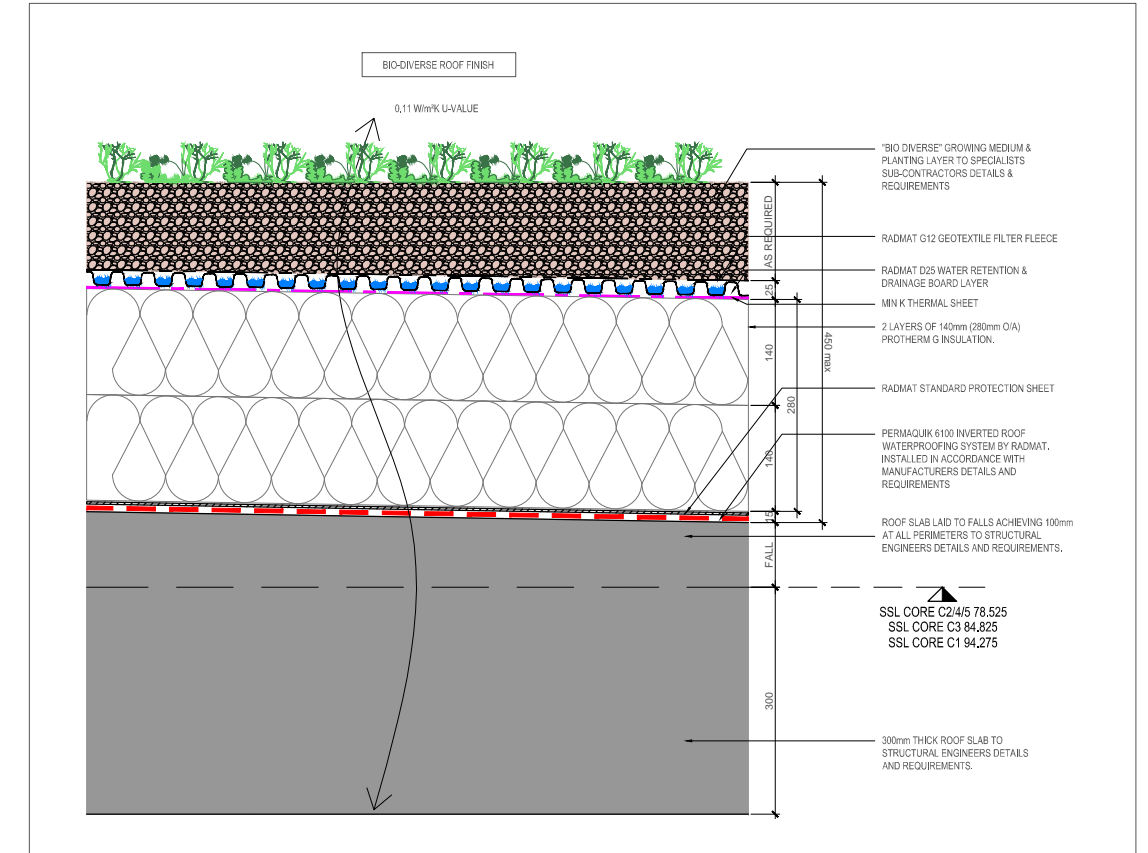 BIO-DIVERSE ROOF FINISH
0.11 W/m²K U-VALUE
"BIO DIVERSE" GROWING MEDIUM &
PLANTING LAYER TO SPECIALISTS
SUB-CONTRACTORS DETAILS &
REQUIREMENTS
RADMAT G12 GEOTEXTILE FILTER FLEECE
RADMAT D25 WATER RETENTION &
DRAINAGE BOARD LAYER
MIN K THERMAL SHEET
2 LAYERS OF 140mm (280mm O/A)
PROTHERM G INSULATION.
RADMAT STANDARD PROTECTION SHEET
PERMAQUIK 6100 INVERTED ROOF
WATERPROOFING SYSTEM BY RADMAT.
INSTALLED IN ACCORDANCE WITH
MANUFACTURERS DETAILS AND
REQUIREMENTS
ROOF SLAB LAID TO FALLS ACHIEVING 100mm
AT ALL PERIMETERS TO STRUCTURAL
ENGINEERS DETAILS AND REQUIREMENTS.
SSL CORE C2/4/5 78.525
SSL CORE C3 84.825
SSL CORE C1 94.275
300mm THICK ROOF SLAB TO
STRUCTURAL ENGINEERS DETAILS
AND REQUIREMENTS.
AS REQUIRED
25
140
140
15
FALL
300
280
450 max